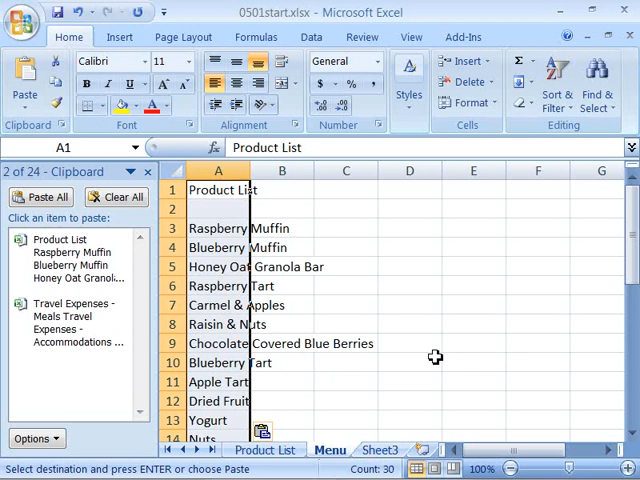 0501start.xlsx - Microsoft Excel
Home Insert Page Layout Formulas Data Review View Add-Ins
Paste
Clipboard
Calibri 11
B I U A A
A
Font
Alignment
General
$ % ,
Number
A
Styles
Insert
Delete
Format
Cells
Σ
Sort &
Filter
Find &
Select
Editing
A1 fx Product List
2 of 24 - Clipboard
Paste All Clear All
Click an item to paste:
Product List
Raspberry Muffin
Blueberry Muffin
Honey Oat Granol...
Travel Expenses -
Meals Travel
Expenses -
Accommodations ...
Options
A B C D E F G
1 Product List
2
3 Raspberry Muffin
4 Blueberry Muffin
5 Honey Oat Granola Bar
6 Raspberry Tart
7 Carmel & Apples
8 Raisin & Nuts
9 Chocolate Covered Blue Berries
10 Blueberry Tart
11 Apple Tart
12 Dried Fruit
13 Yogurt
14 Nuts
Product List Menu Sheet3
Select destination and press ENTER or choose Paste Count: 30 100%